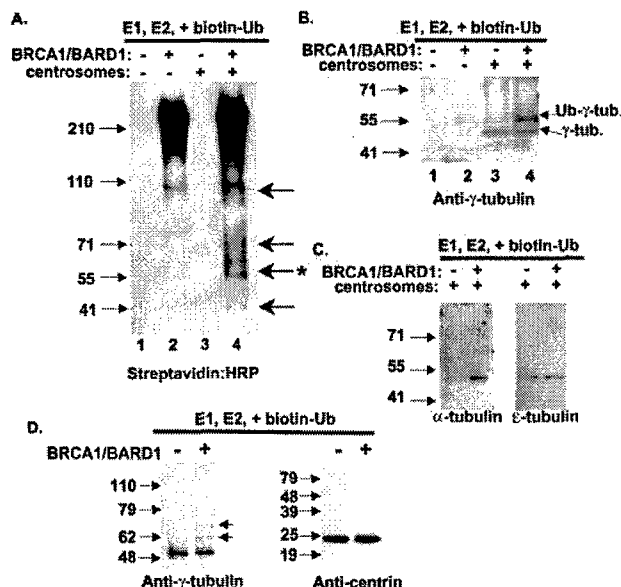 A.
E1, E2, + biotin-Ub
BRCA1/BARD1: - + - +
centrosomes: - - + +
210
110
71
55
41
*
1 2 3 4
Streptavidin:HRP
B.
E1, E2, + biotin-Ub
BRCA1/BARD1: - + - +
centrosomes: - - + +
71
55
41
Ub-γ-tub.
γ-tub.
1 2 3 4
Anti-γ-tubulin
C.
E1, E2, + biotin-Ub
BRCA1/BARD1: - + - +
centrosomes: + + + +
71
55
41
α-tubulin ε-tubulin
D.
E1, E2, + biotin-Ub
BRCA1/BARD1 - + - +
110
79
62
48
Anti-γ-tubulin
79
48
39
25
19
Anti-centrin